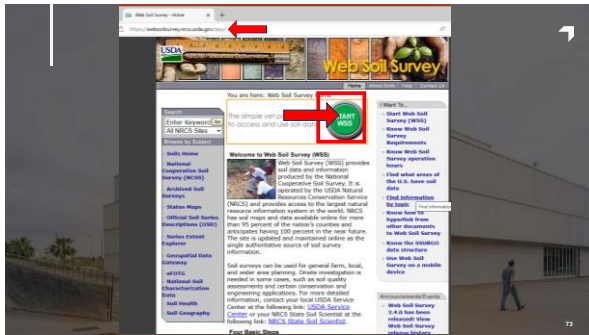 Web Soil Survey - Home
https://websoilsurvey.nrcs.usda.gov/app/
USDA
Web Soil Survey
Home
About Soils
Help
Contact Us
You are here: Web Soil Survey
The simple yet
to access and use soil data
START
WSS
Search
Enter Keyword
Go
All NRCS Sites
Browse by Subject
Soils Home
National
Cooperative Soil
Survey (NCSS)
Archived Soil
Surveys
Status Maps
Official Soil Series
Descriptions (OSD)
Series Extent
Explorer
Geospatial Data
Gateway
eFOTG
National Soil
Characterization
Data
Soil Health
Soil Geography
Welcome to Web Soil Survey (WSS)
Web Soil Survey (WSS) provides
soil data and information
produced by the National
Cooperative Soil Survey. It is
operated by the USDA Natural
Resources Conservation Service
(NRCS) and provides access to the largest natural
resource information system in the world. NRCS
has soil maps and data available online for more
than 95 percent of the nation's counties and
anticipates having 100 percent in the near future.
The site is updated and maintained online as the
single authoritative source of soil survey
information.
Soil surveys can be used for general farm, local,
and wider area planning. Onsite investigation is
needed in some cases, such as soil quality
assessments and certain conservation and
engineering applications. For more detailed
information, contact your local USDA Service
Center at the following link: USDA Service
Center or your NRCS State Soil Scientist at the
following link: NRCS State Soil Scientist.
Four Basic Steps
I Want To...
Start Web Soil
Survey (WSS)
Know Web Soil
Survey
Requirements
Know Web Soil
Survey operation
hours
Find what areas of
the U.S. have soil
data
Find information
by topic
Find information
Know how to
hyperlink from
other documents
to Web Soil Survey
Know the SSURGO
data structure
Use Web Soil
Survey on a mobile
device
Announcements/Events
Web Soil Survey
3.4.0 has been
released! View
Web Soil Survey
release history
73